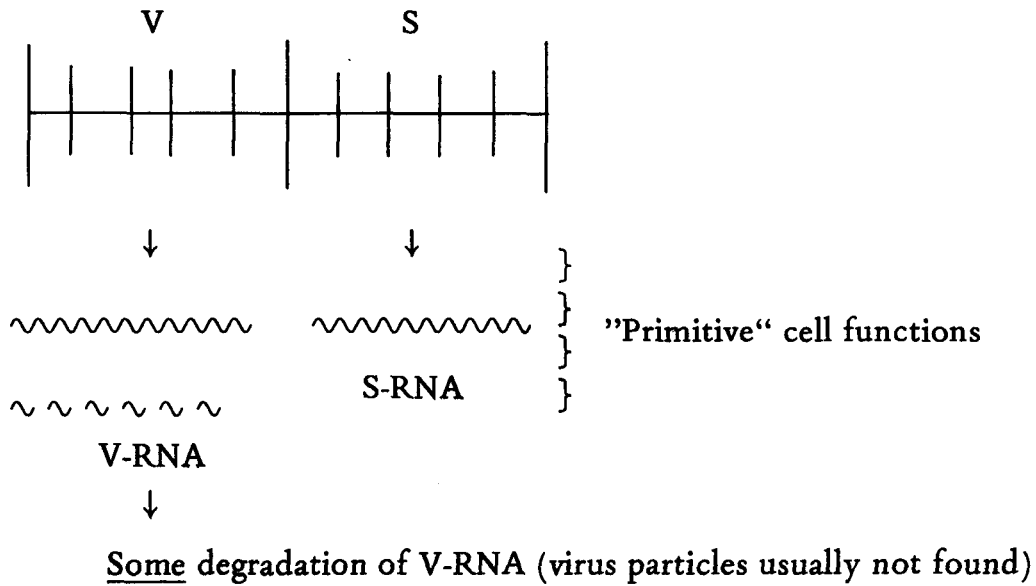 V S
"Primitive“ cell functions
S-RNA
V-RNA
Some degradation of V-RNA (virus particles usually not found)